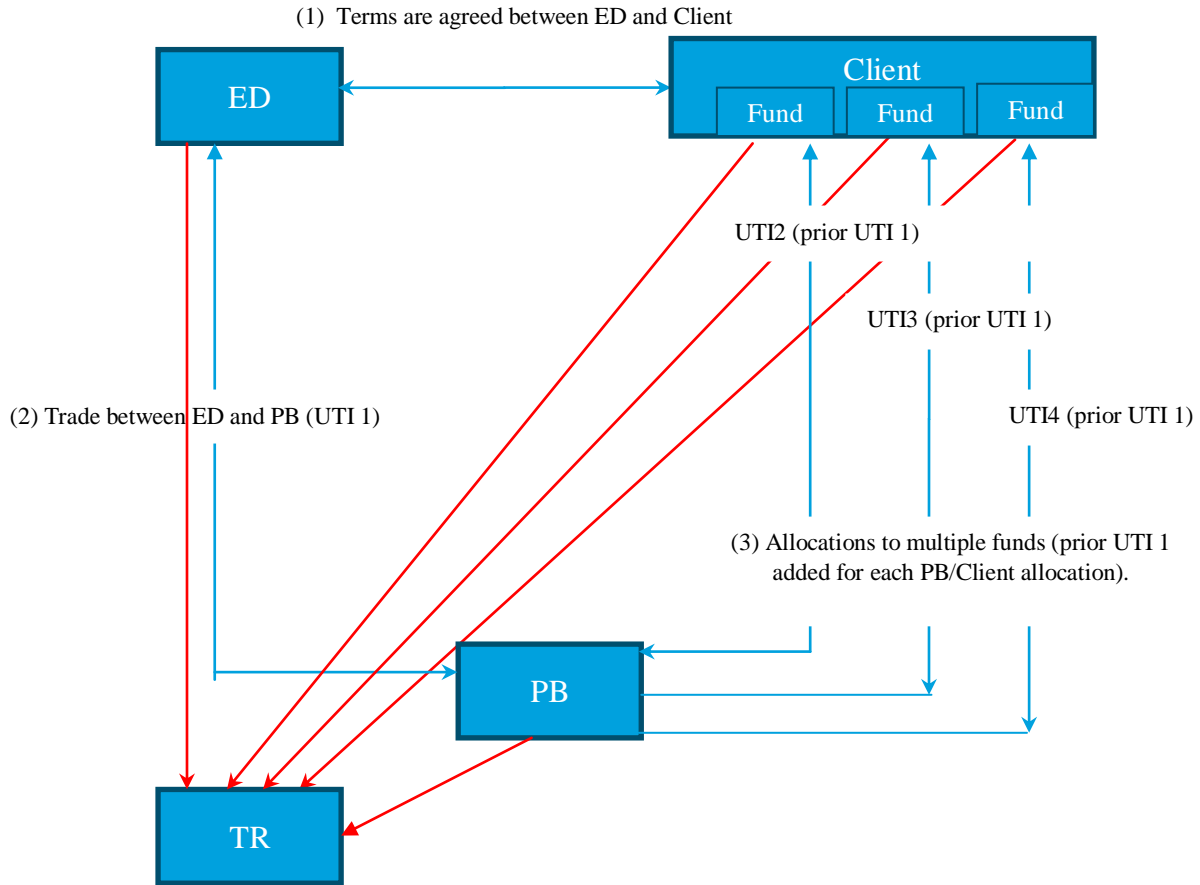 (1) Terms are agreed between ED and Client
ED
Client
Fund
Fund
Fund
UTI2 (prior UTI 1)
UTI3 (prior UTI 1)
(2) Trade between ED and PB (UTI 1)
UTI4 (prior UTI 1)
(3) Allocations to multiple funds (prior UTI 1
added for each PB/Client allocation).
PB
TR